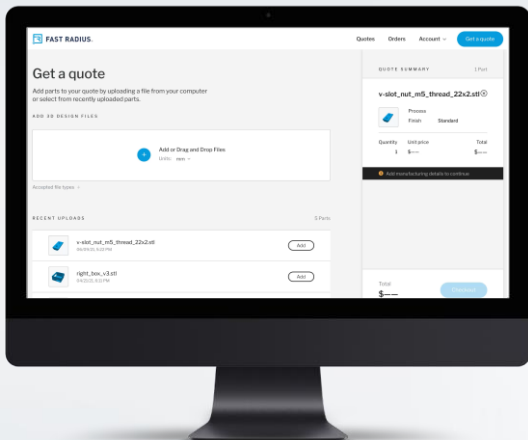 FAST RADIUS.
Quotes Orders Account Get a quote
Get a quote
Add parts to your quote by uploading a file from your computer
or select from recently uploaded parts.
ADD 3D DESIGN FILES
Add or Drag and Drop Files
Units: mm
Accepted file types
RECENT UPLOADS
v-slot_nut_m5_thread_22x2.stl
Add
right_box_v3.stl
Add
QUOTE SUMMARY 1 Part
v-slot_nut_m5_thread_22x2.stl
Process
Finish Standard
Quantity Unit price Total
1 $-— $-—
Add manufacturing details to continue
Total
$-—
Checkout